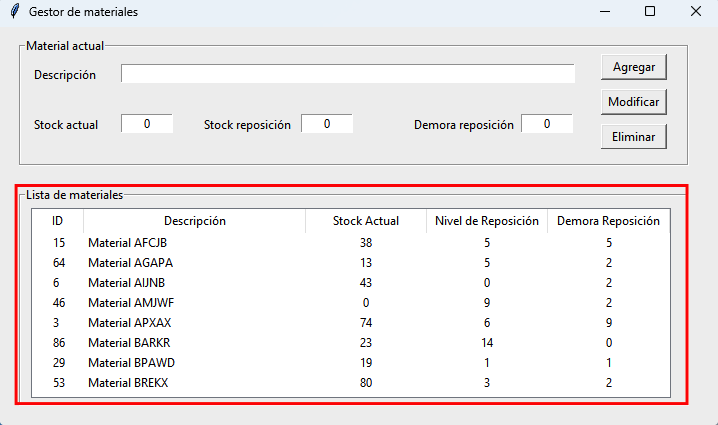 Gestor de materiales
Material actual
Descripción
Agregar
Modificar
Stock actual 0 Stock reposición 0 Demora reposición 0
Eliminar
Lista de materiales
ID Descripción Stock Actual Nivel de Reposición Demora Reposición
15 Material AFCJB 38 5 5
64 Material AGAPA 13 5 2
6 Material AIJNB 43 0 2
46 Material AMJWF 0 9 2
3 Material APXAX 74 6 9
86 Material BARKR 23 14 0
29 Material BPAWD 19 1 1
53 Material BREKX 80 3 2